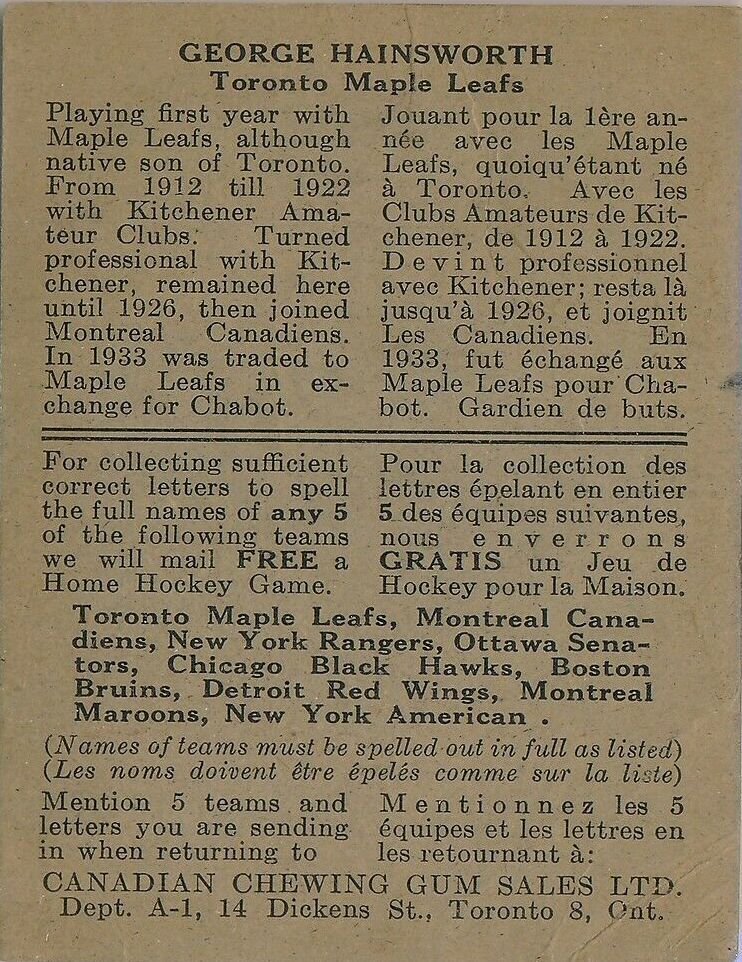 GEORGE HAINSWORTH
Toronto Maple Leafs
Playing first year with
Maple Leafs, although
native son of Toronto.
From 1912 till 1922
with Kitchener Ama-
teur Clubs. Turned
professional with Kit-
chener, remained here
until 1926, then joined
Montreal Canadiens.
In 1933 was traded to
Maple Leafs in ex-
change for Chabot.
Jouant pour la 1ère an-
née avec les Maple
Leafs, quoiqu'étant né
à Toronto. Avec les
Clubs Amateurs de Kit-
chener, de 1912 à 1922.
Devint professionnel
avec Kitchener; resta là
jusqu'à 1926, et joignit
Les Canadiens. En
1933, fut échangé aux
Maple Leafs pour Cha-
bot. Gardien de buts.
For collecting sufficient
correct letters to spell
the full names of any 5
of the following teams
we will mail FREE a
Home Hockey Game.
Pour la collection des
lettres épelant en entier
5 des équipes suivantes,
nous enverrons
GRATIS un Jeu de
Hockey pour la Maison.
Toronto Maple Leafs, Montreal Cana-
diens, New York Rangers, Ottawa Sena-
tors, Chicago Black Hawks, Boston
Bruins, Detroit Red Wings, Montreal
Maroons, New York American .
(Names of teams must be spelled out in full as listed)
(Les noms doivent être épelés comme sur la liste)
Mention 5 teams and
letters you are sending
in when returning to
Mentionnez les 5
équipes et les lettres en
les retournant à:
CANADIAN CHEWING GUM SALES LTD.
Dept. A-1, 14 Dickens St., Toronto 8, Ont.